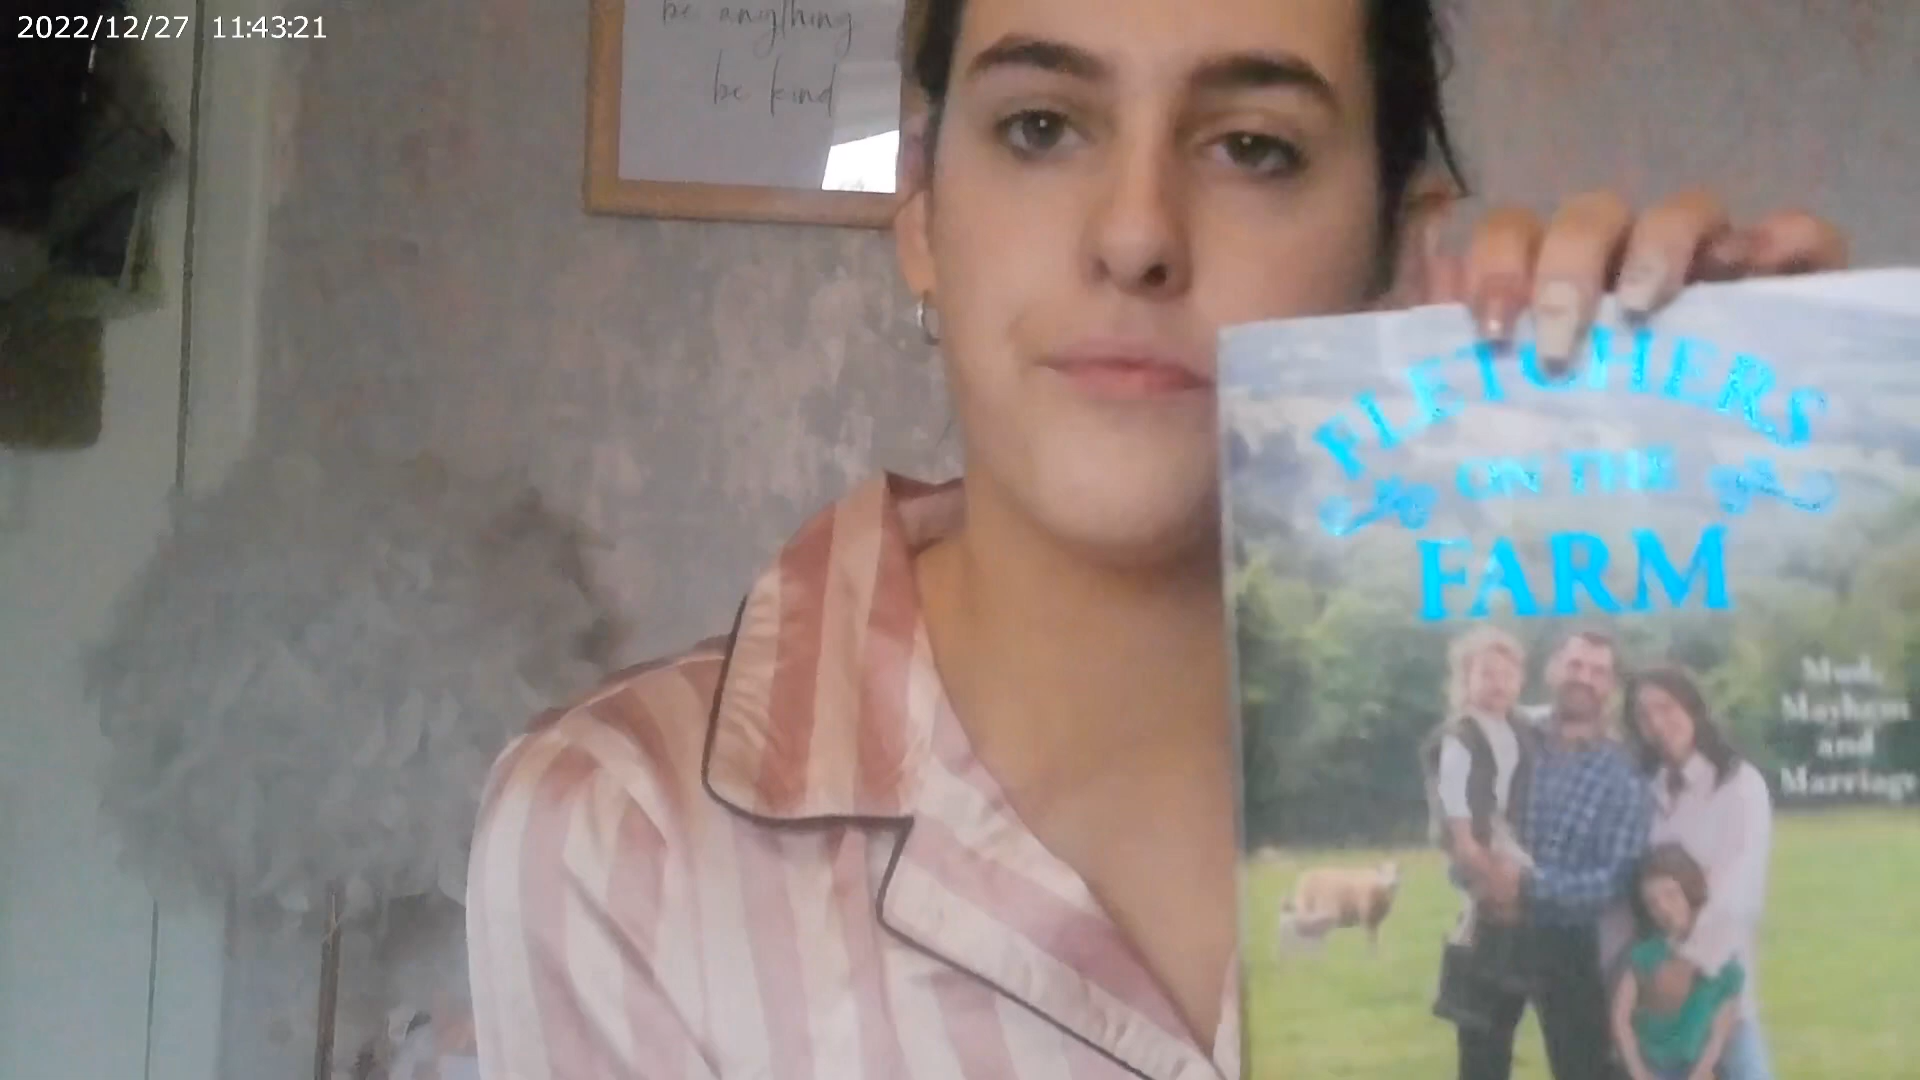 2022/12/27 11:43:21
be anything
be kind
FLETCHERS
ON THE
FARM
Mud,
Mayhem
and
Marriage